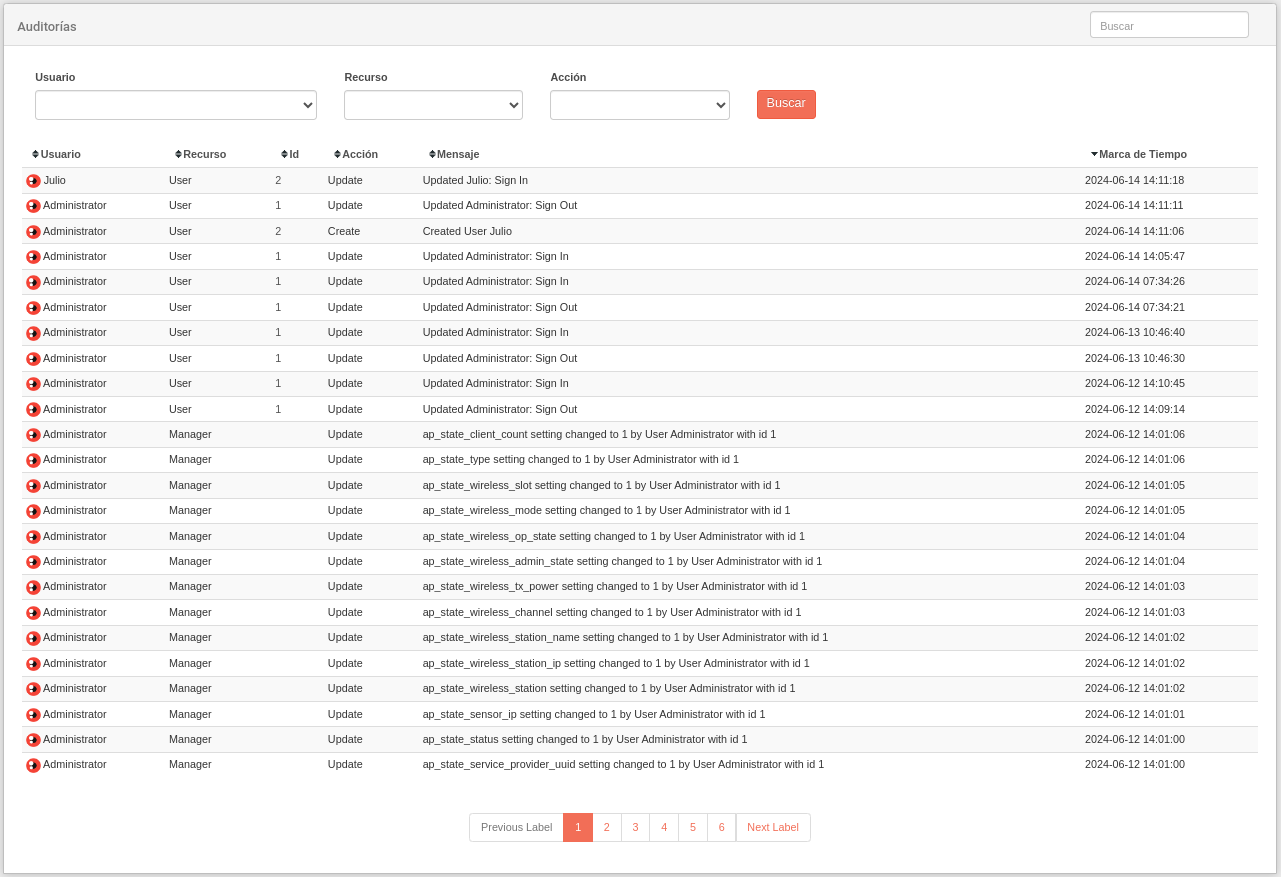 Auditorías
Buscar
Usuario Recurso Acción
Buscar
Usuario Recurso Id Acción Mensaje Marca de Tiempo
Julio User 2 Update Updated Julio: Sign In 2024-06-14 14:11:18
Administrator User 1 Update Updated Administrator: Sign Out 2024-06-14 14:11:11
Administrator User 2 Create Created User Julio 2024-06-14 14:11:06
Administrator User 1 Update Updated Administrator: Sign In 2024-06-14 14:05:47
Administrator User 1 Update Updated Administrator: Sign In 2024-06-14 07:34:26
Administrator User 1 Update Updated Administrator: Sign Out 2024-06-14 07:34:21
Administrator User 1 Update Updated Administrator: Sign In 2024-06-13 10:46:40
Administrator User 1 Update Updated Administrator: Sign Out 2024-06-13 10:46:30
Administrator User 1 Update Updated Administrator: Sign In 2024-06-12 14:10:45
Administrator User 1 Update Updated Administrator: Sign Out 2024-06-12 14:09:14
Administrator Manager Update ap_state_client_count setting changed to 1 by User Administrator with id 1 2024-06-12 14:01:06
Administrator Manager Update ap_state_type setting changed to 1 by User Administrator with id 1 2024-06-12 14:01:06
Administrator Manager Update ap_state_wireless_slot setting changed to 1 by User Administrator with id 1 2024-06-12 14:01:05
Administrator Manager Update ap_state_wireless_mode setting changed to 1 by User Administrator with id 1 2024-06-12 14:01:05
Administrator Manager Update ap_state_wireless_op_state setting changed to 1 by User Administrator with id 1 2024-06-12 14:01:04
Administrator Manager Update ap_state_wireless_admin_state setting changed to 1 by User Administrator with id 1 2024-06-12 14:01:04
Administrator Manager Update ap_state_wireless_tx_power setting changed to 1 by User Administrator with id 1 2024-06-12 14:01:03
Administrator Manager Update ap_state_wireless_channel setting changed to 1 by User Administrator with id 1 2024-06-12 14:01:03
Administrator Manager Update ap_state_wireless_station_name setting changed to 1 by User Administrator with id 1 2024-06-12 14:01:02
Administrator Manager Update ap_state_wireless_station_ip setting changed to 1 by User Administrator with id 1 2024-06-12 14:01:02
Administrator Manager Update ap_state_wireless_station setting changed to 1 by User Administrator with id 1 2024-06-12 14:01:02
Administrator Manager Update ap_state_sensor_ip setting changed to 1 by User Administrator with id 1 2024-06-12 14:01:01
Administrator Manager Update ap_state_status setting changed to 1 by User Administrator with id 1 2024-06-12 14:01:00
Administrator Manager Update ap_state_service_provider_uuid setting changed to 1 by User Administrator with id 1 2024-06-12 14:01:00
Previous Label 1 2 3 4 5 6 Next Label